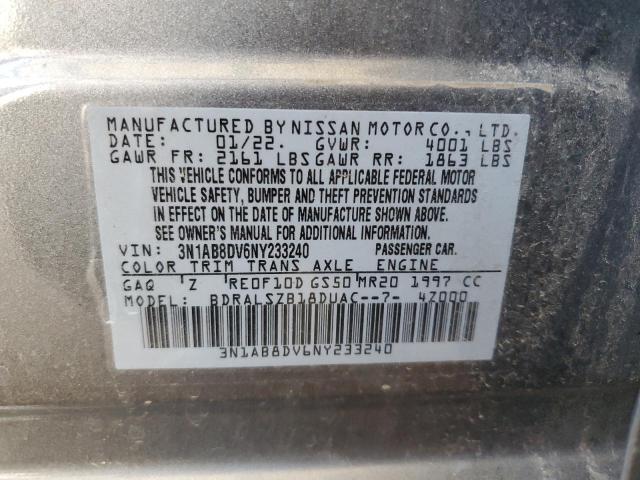 MANUFACTURED BY NISSAN MOTOR CO., LTD.
DATE: 01/22. GVWR: 4001 LBS
GAWR FR: 2161 LBS GAWR RR: 1863 LBS
THIS VEHICLE CONFORMS TO ALL APPLICABLE FEDERAL MOTOR
VEHICLE SAFETY, BUMPER AND THEFT PREVENTION STANDARDS
IN EFFECT ON THE DATE OF MANUFACTURE SHOWN ABOVE.
SEE OWNER'S MANUAL FOR ADDITIONAL INFORMATION.
VIN: 3N1AB8DV6NY233240 PASSENGER CAR.
COLOR TRIM TRANS AXLE ENGINE
GAQ Z RE0F10D GS50 MR20 1997 CC
MODEL: BDRALSZB18DUAC--7- 4Z000
3N1AB8DV6NY233240